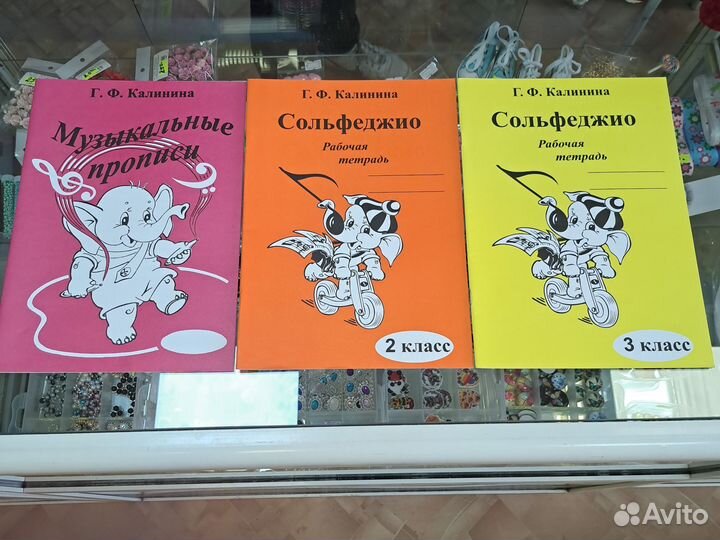 Г. Ф. Калинина
Музыкальные
прописи
Г. Ф. Калинина
Сольфеджио
Рабочая
тетрадь
2 класс
Г. Ф. Калинина
Сольфеджио
Рабочая
тетрадь
3 класс
Avito